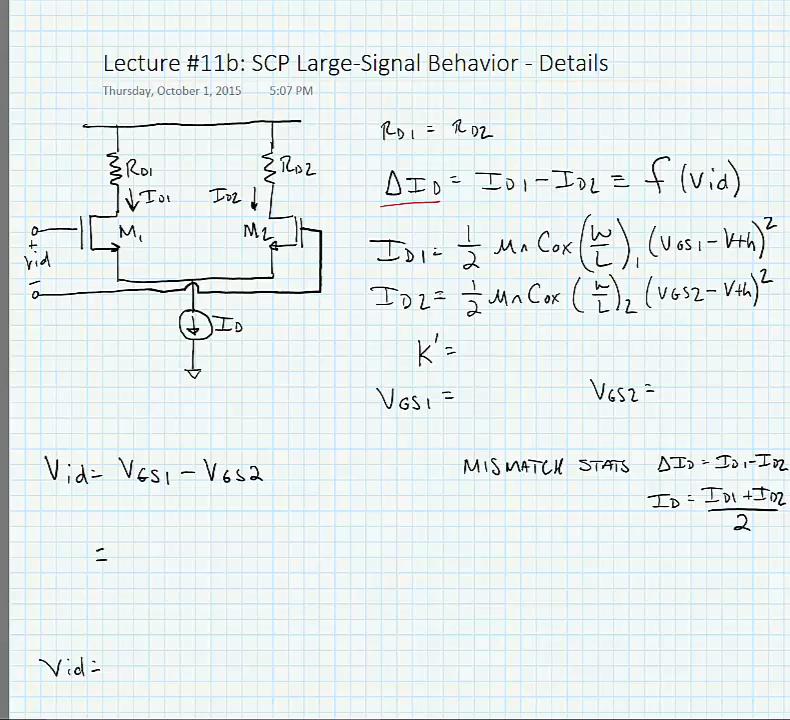 Lecture #11b: SCP Large-Signal Behavior - Details
Thursday, October 1, 2015 5:07 PM
RD1 = RD2
RD1 RD2
ΔID = ID1 - ID2 ≡ f (Vid)
ID1 ID2
M1 M2
+
Vid
-
ID1 = 1/2 μn Cox (W/L)1 (VGS1 - Vth)²
ID2 = 1/2 μn Cox (W/L)2 (VGS2 - Vth)²
ID
K' =
VGS1 = VGS2 =
Vid = VGS1 - VGS2
MISMATCH STATS ΔID = ID1 - ID2
ID = ID1 + ID2 / 2
=
Vid =